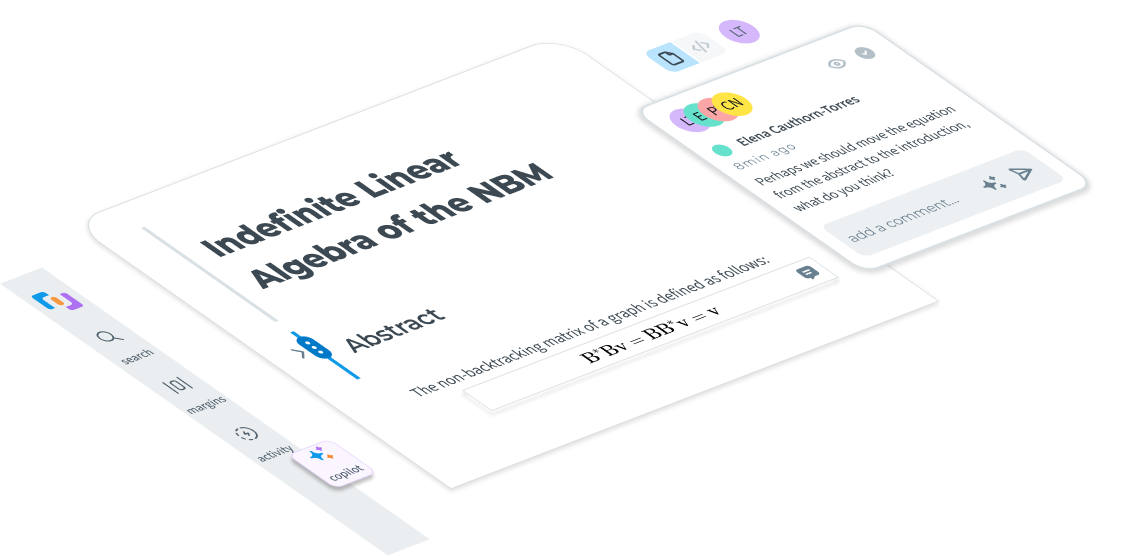 LT
Indefinite Linear
Algebra of the NBM
Abstract
The non-backtracking matrix of a graph is defined as follows:
B*Bv = BB*v = v
E
P
CN
Elena Cauthorn-Torres
8min ago
Perhaps we should move the equation
from the abstract to the introduction,
what do you think?
add a comment...
search
margins
activity
copilot